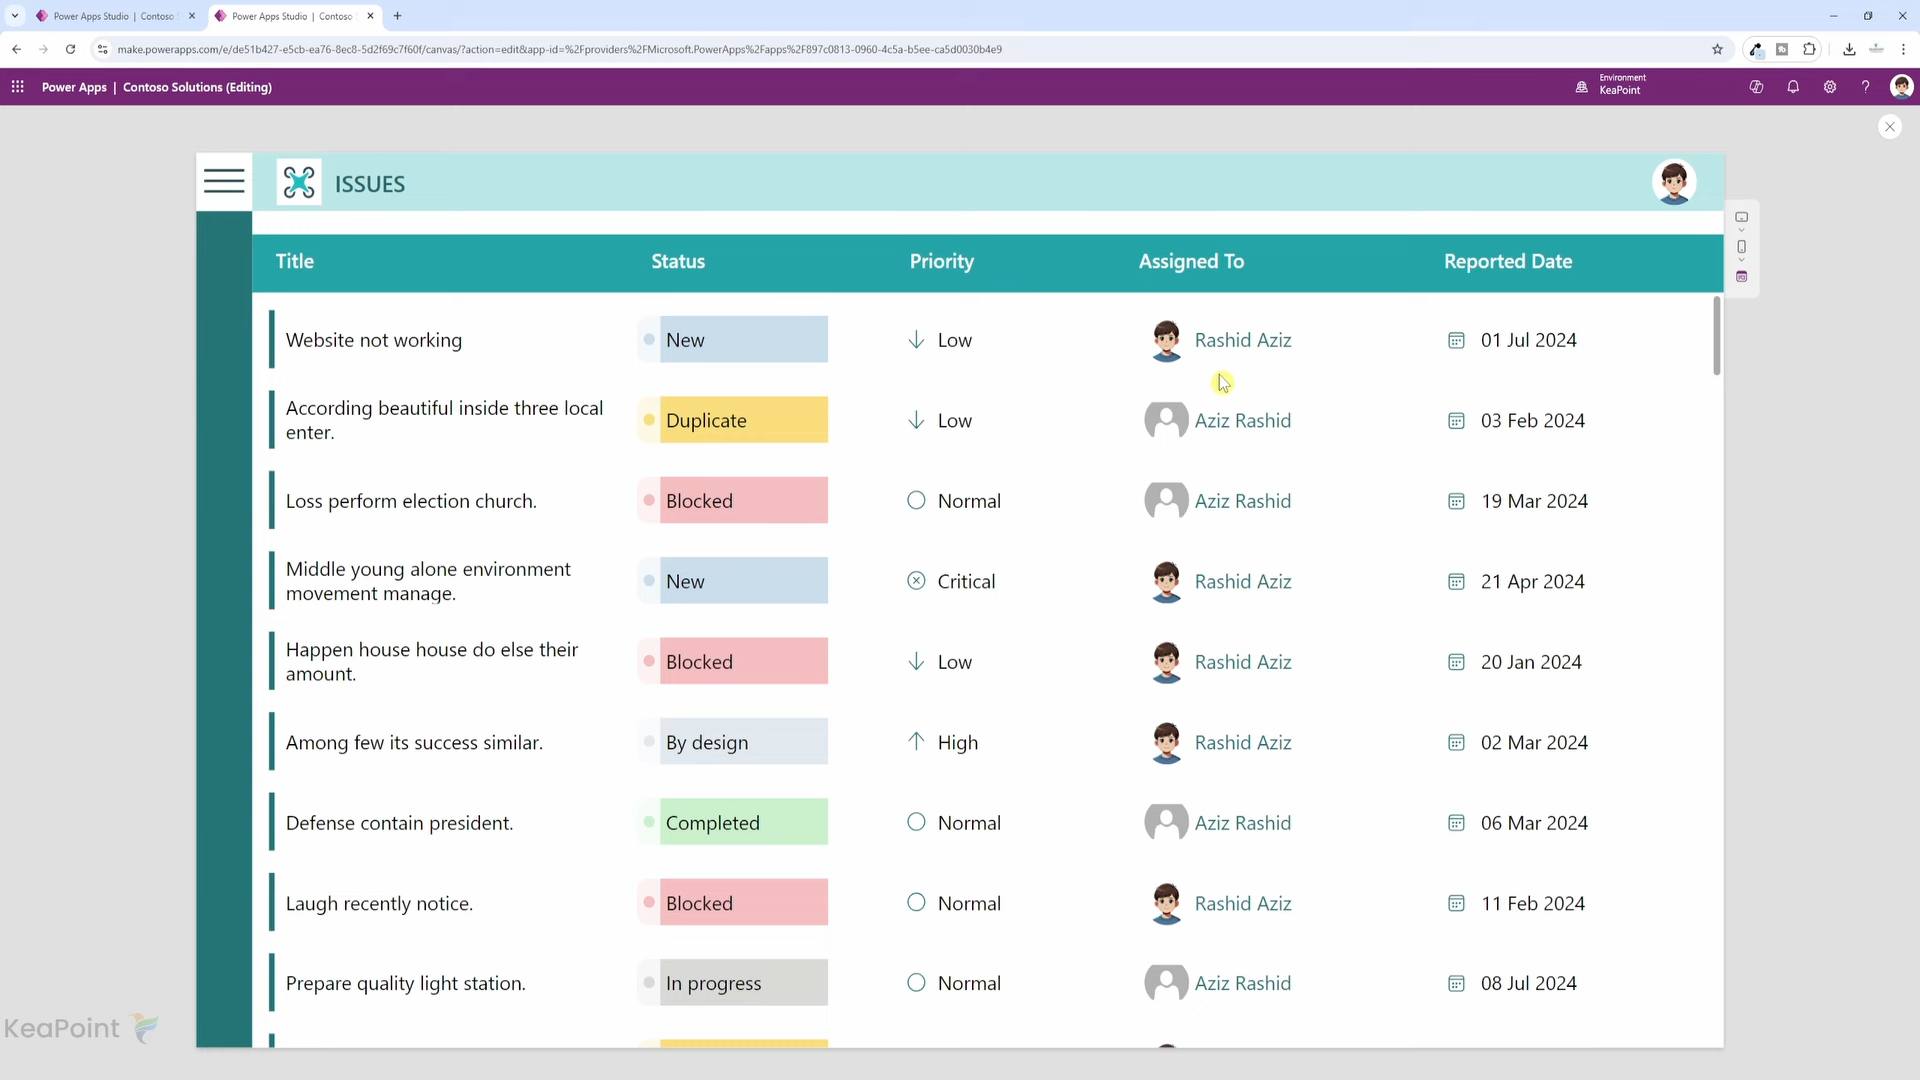 Power Apps Studio | Contoso
Power Apps Studio | Contoso
make.powerapps.com/e/de51b427-e5cb-ea76-8ec8-5d2f69c7f60f/canvas/?action=edit&app-id=%2Fproviders%2FMicrosoft.PowerApps%2Fapps%2F897c0813-0960-4c5a-b5ee-ca5d0030b4e9
Power Apps | Contoso Solutions (Editing)
Environment
KeaPoint
ISSUES
Title Status Priority Assigned To Reported Date
Website not working New Low Rashid Aziz 01 Jul 2024
According beautiful inside three local
enter. Duplicate Low Aziz Rashid 03 Feb 2024
Loss perform election church. Blocked Normal Aziz Rashid 19 Mar 2024
Middle young alone environment
movement manage. New Critical Rashid Aziz 21 Apr 2024
Happen house house do else their
amount. Blocked Low Rashid Aziz 20 Jan 2024
Among few its success similar. By design High Rashid Aziz 02 Mar 2024
Defense contain president. Completed Normal Aziz Rashid 06 Mar 2024
Laugh recently notice. Blocked Normal Rashid Aziz 11 Feb 2024
Prepare quality light station. In progress Normal Aziz Rashid 08 Jul 2024
KeaPoint